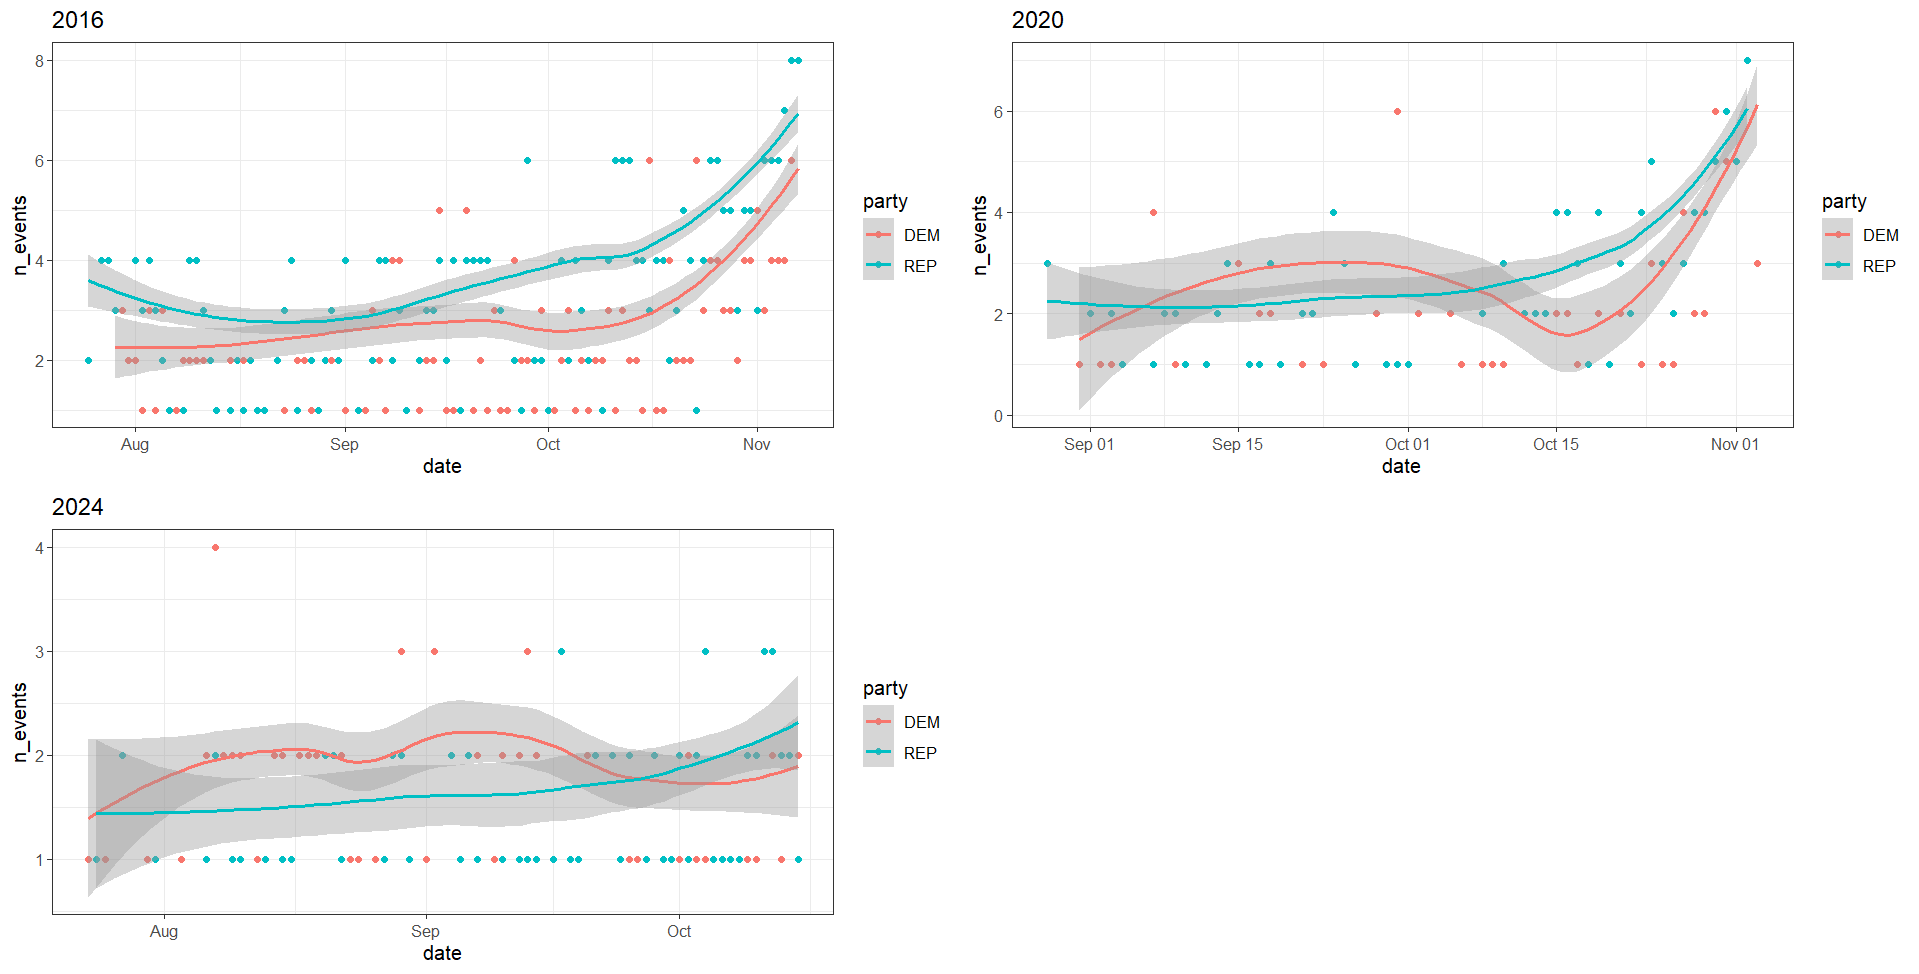 2016
n_events
8
6
4
2
Aug Sep Oct Nov
date
party
DEM
REP
2020
n_events
6
4
2
0
Sep 01 Sep 15 Oct 01 Oct 15 Nov 01
date
party
DEM
REP
2024
n_events
4
3
2
1
Aug Sep Oct
date
party
DEM
REP